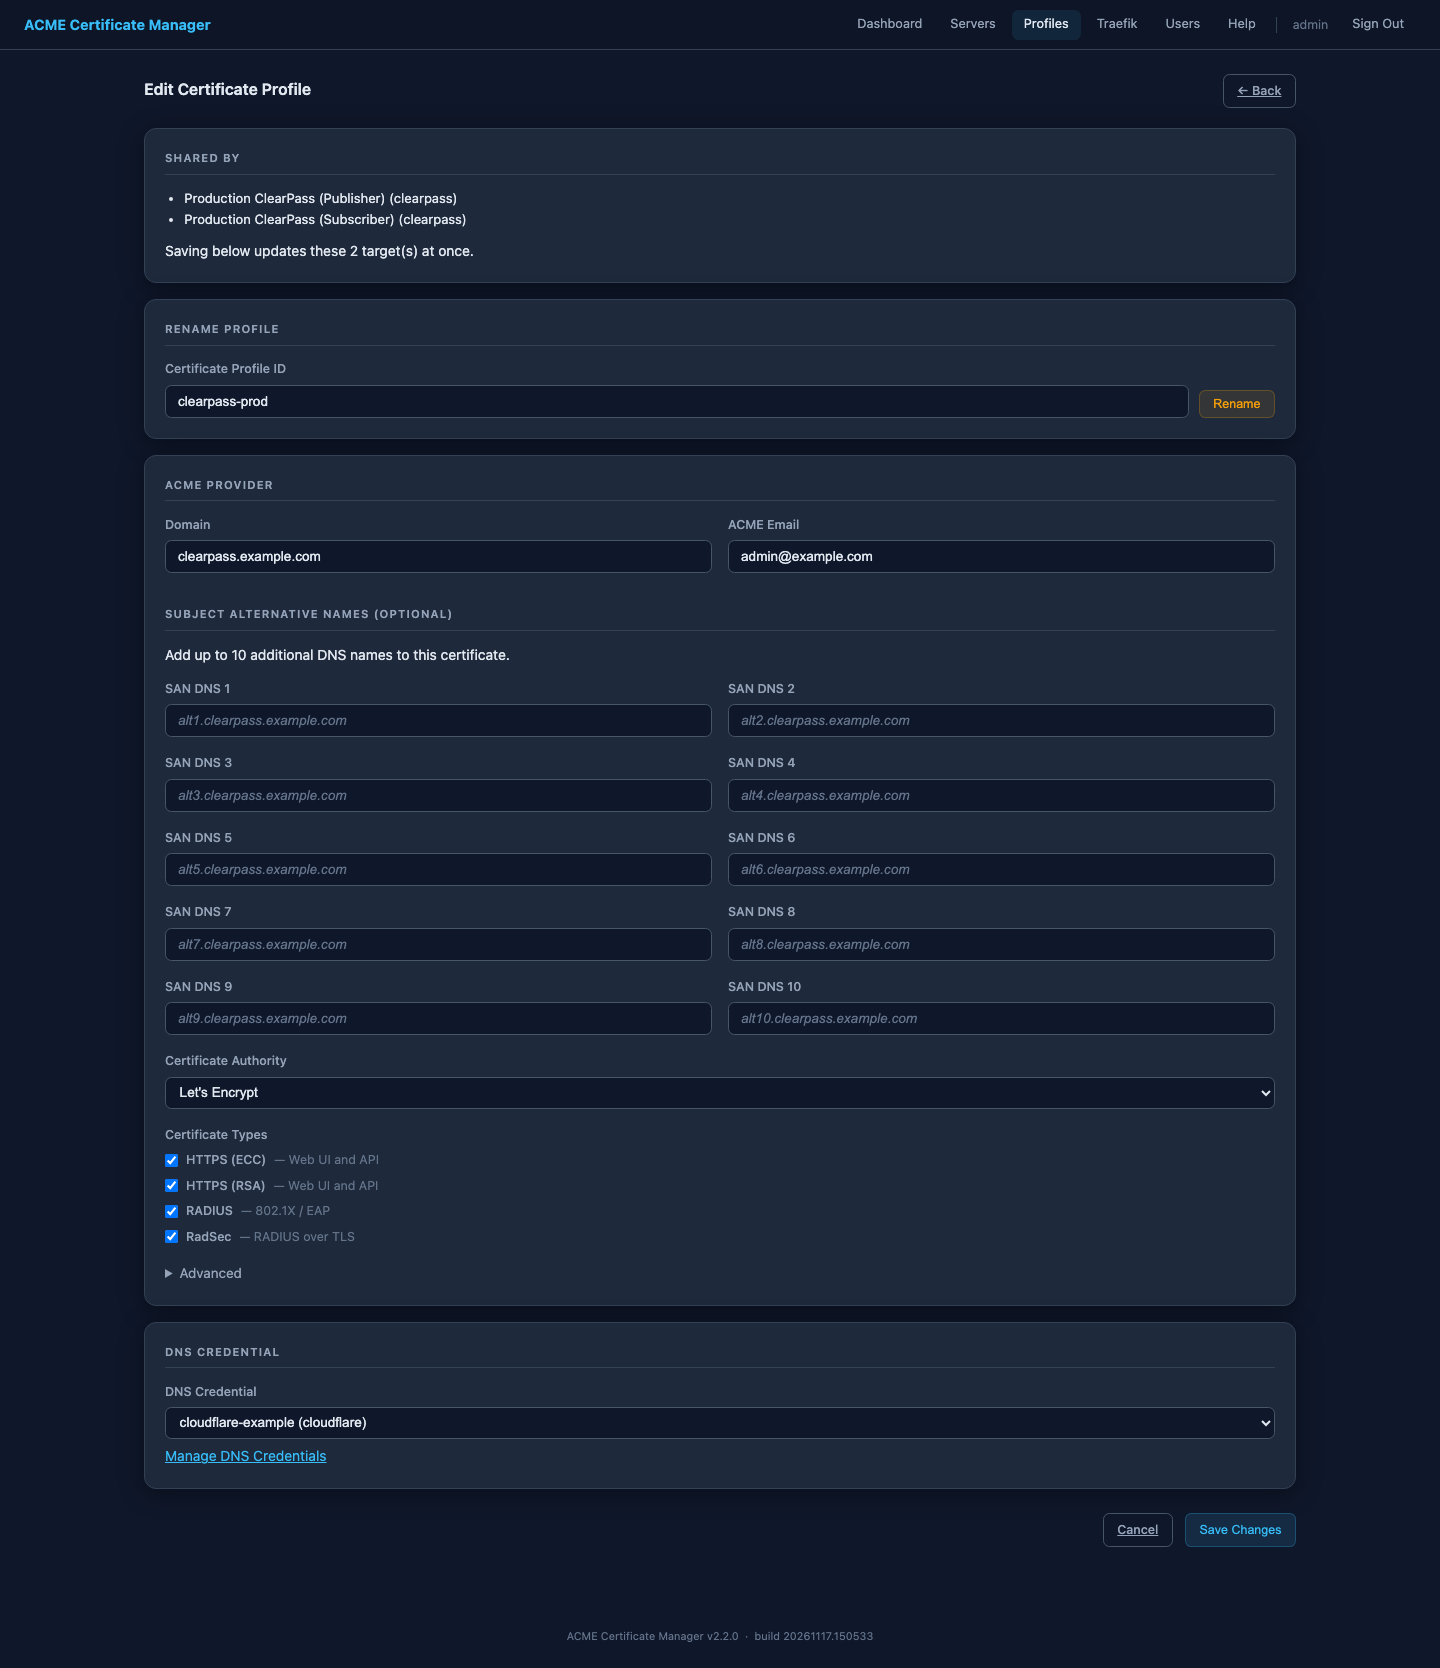 ACME Certificate Manager
Dashboard Servers Profiles Traefik Users Help admin Sign Out
Edit Certificate Profile
← Back
SHARED BY
• Production ClearPass (Publisher) (clearpass)
• Production ClearPass (Subscriber) (clearpass)
Saving below updates these 2 target(s) at once.
RENAME PROFILE
Certificate Profile ID
clearpass-prod
Rename
ACME PROVIDER
Domain ACME Email
clearpass.example.com admin@example.com
SUBJECT ALTERNATIVE NAMES (OPTIONAL)
Add up to 10 additional DNS names to this certificate.
SAN DNS 1 SAN DNS 2
alt1.clearpass.example.com alt2.clearpass.example.com
SAN DNS 3 SAN DNS 4
alt3.clearpass.example.com alt4.clearpass.example.com
SAN DNS 5 SAN DNS 6
alt5.clearpass.example.com alt6.clearpass.example.com
SAN DNS 7 SAN DNS 8
alt7.clearpass.example.com alt8.clearpass.example.com
SAN DNS 9 SAN DNS 10
alt9.clearpass.example.com alt10.clearpass.example.com
Certificate Authority
Let's Encrypt
Certificate Types
HTTPS (ECC) — Web UI and API
HTTPS (RSA) — Web UI and API
RADIUS — 802.1X / EAP
RadSec — RADIUS over TLS
Advanced
DNS CREDENTIAL
DNS Credential
cloudflare-example (cloudflare)
Manage DNS Credentials
Cancel Save Changes
ACME Certificate Manager v2.2.0 · build 20261117.150533